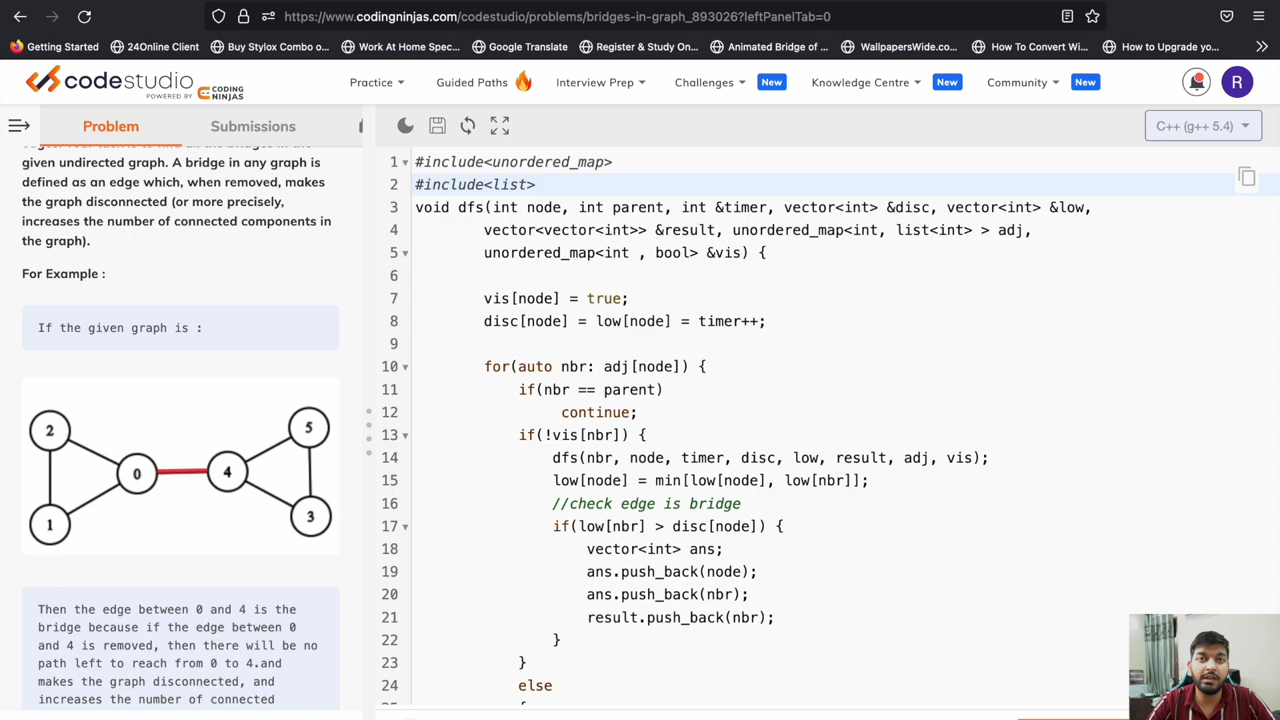 https://www.codingninjas.com/codestudio/problems/bridges-in-graph_893026?leftPanelTab=0
Getting Started
24Online Client
Buy Stylox Combo o...
Work At Home Spec...
Google Translate
Register & Study On...
Animated Bridge of ...
WallpapersWide.co...
How To Convert Wi...
How to Upgrade yo...
codestudio
POWERED BY CODING NINJAS
Practice
Guided Paths
Interview Prep
Challenges New
Knowledge Centre New
Community New
R
Problem
Submissions
C++ (g++ 5.4)
given undirected graph. A bridge in any graph is
defined as an edge which, when removed, makes
the graph disconnected (or more precisely,
increases the number of connected components in
the graph).
For Example :
If the given graph is :
2
5
0
4
1
3
Then the edge between 0 and 4 is the
bridge because if the edge between 0
and 4 is removed, then there will be no
path left to reach from 0 to 4.and
makes the graph disconnected, and
increases the number of connected
1 #include<unordered_map>
2 #include<list>
3 void dfs(int node, int parent, int &timer, vector<int> &disc, vector<int> &low,
4 vector<vector<int>> &result, unordered_map<int, list<int> > adj,
5 unordered_map<int , bool> &vis) {
6
7 vis[node] = true;
8 disc[node] = low[node] = timer++;
9
10 for(auto nbr: adj[node]) {
11 if(nbr == parent)
12 continue;
13 if(!vis[nbr]) {
14 dfs(nbr, node, timer, disc, low, result, adj, vis);
15 low[node] = min[low[node], low[nbr]];
16 //check edge is bridge
17 if(low[nbr] > disc[node]) {
18 vector<int> ans;
19 ans.push_back(node);
20 ans.push_back(nbr);
21 result.push_back(nbr);
22 }
23 }
24 else